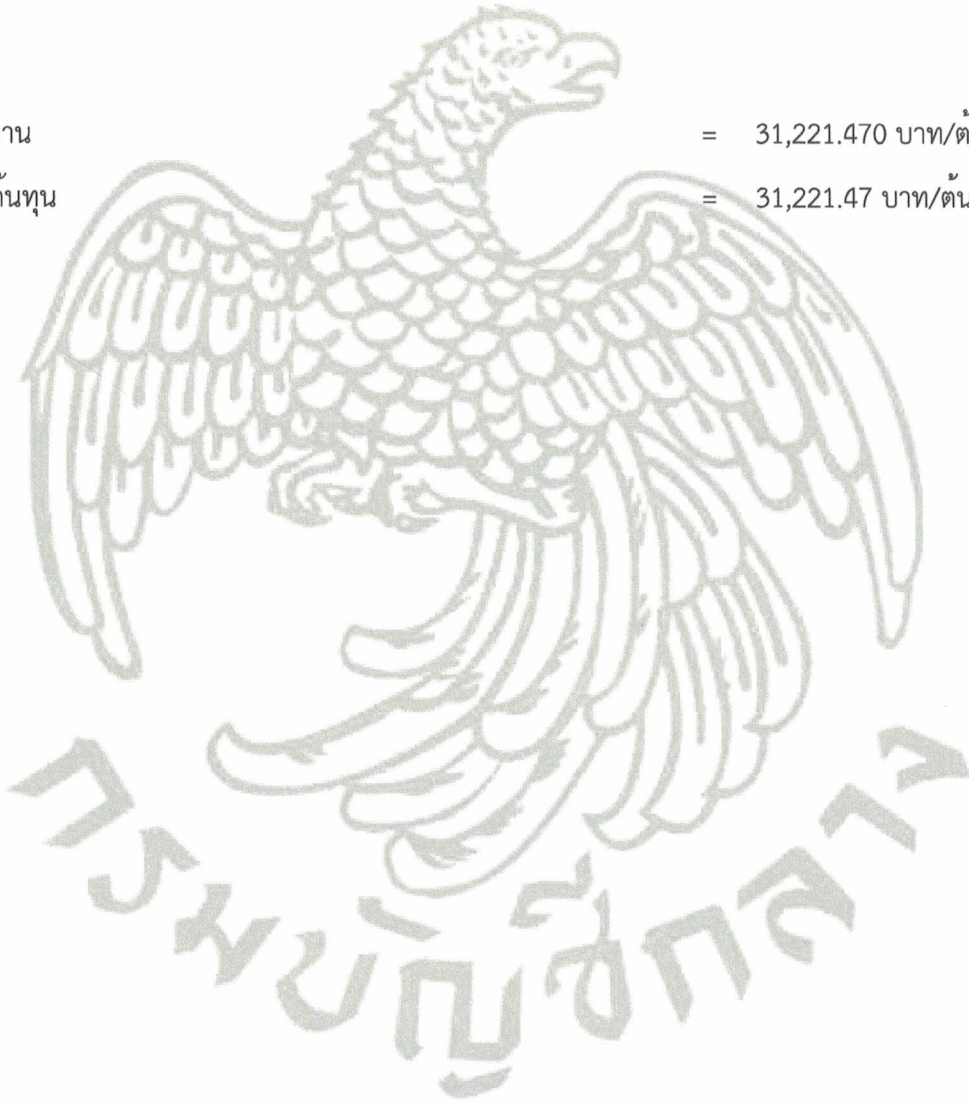 าน = 31,221.470 บาท/ต้
ต้นทุน = 31,221.47 บาท/ต้น
กรมบัญชีกลาง